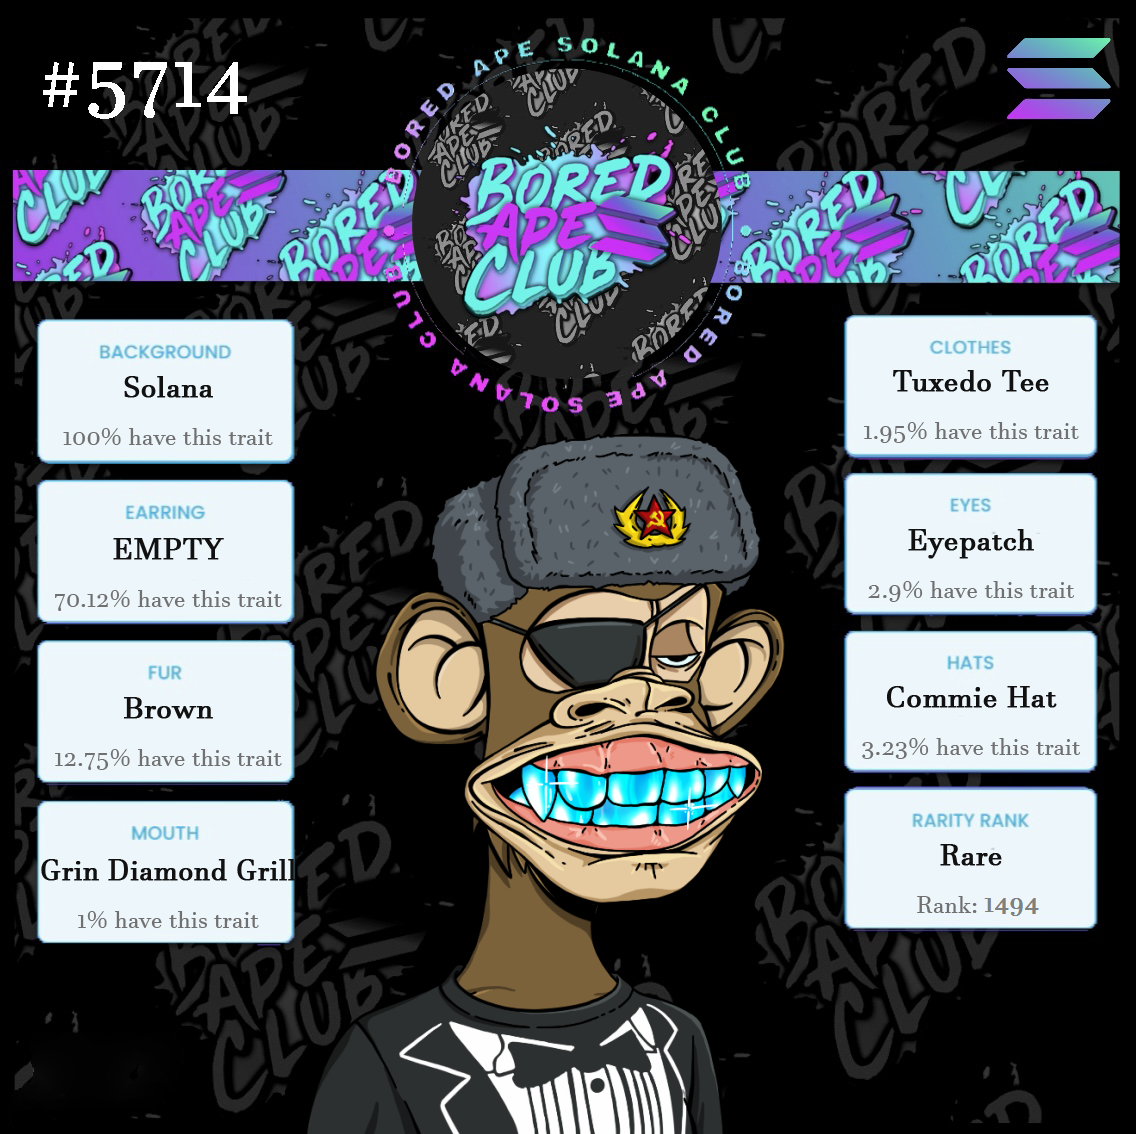 #5714
BORED APE SOLANA CLUB
BORED
APE
CLUB
BORED APE SOLANA CLUB
BACKGROUND
Solana
100% have this trait
EARRING
EMPTY
70.12% have this trait
FUR
Brown
12.75% have this trait
MOUTH
Grin Diamond Grill
1% have this trait
CLOTHES
Tuxedo Tee
1.95% have this trait
EYES
Eyepatch
2.9% have this trait
HATS
Commie Hat
3.23% have this trait
RARITY RANK
Rare
Rank: 1494